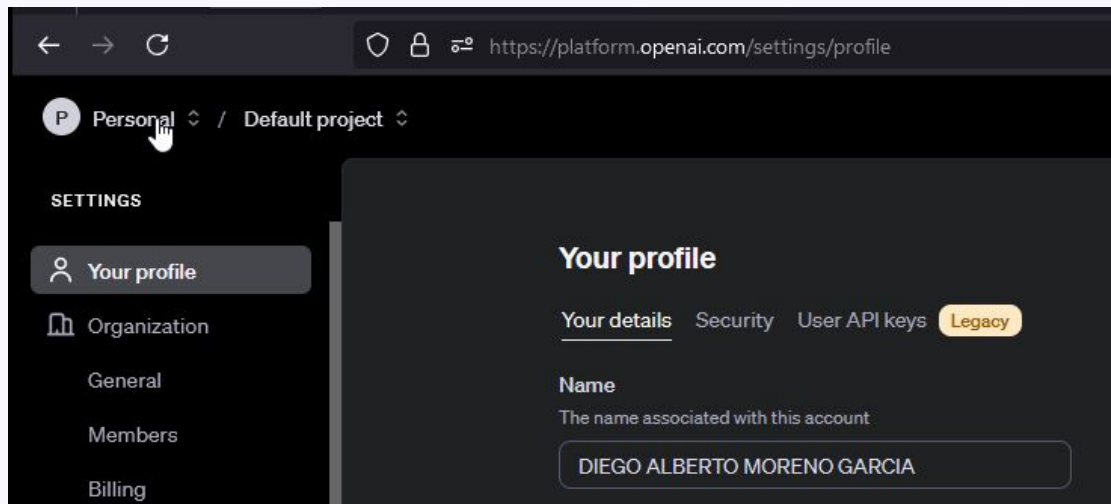 https://platform.openai.com/settings/profile
P Personal / Default project
SETTINGS
Your profile
Organization
General
Members
Billing
Your profile
Your details Security User API keys Legacy
Name
The name associated with this account
DIEGO ALBERTO MORENO GARCIA